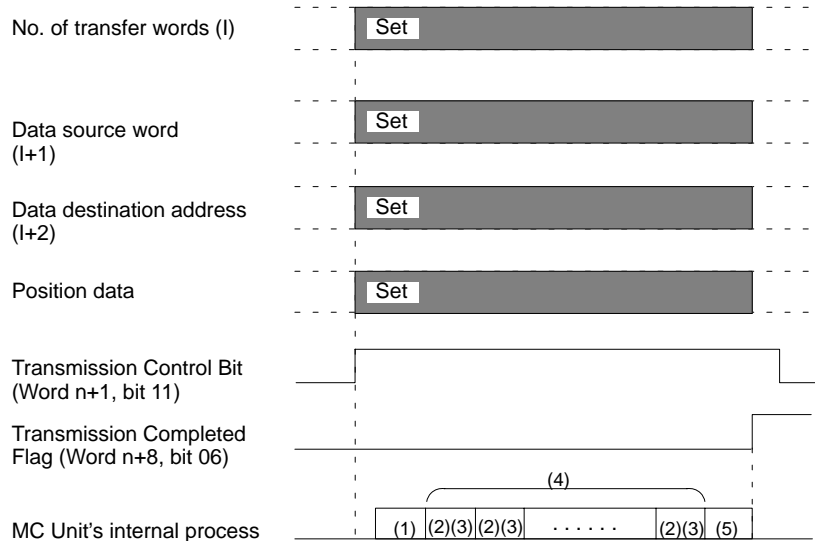 No. of transfer words (I)
Set
Data source word
(I+1)
Set
Data destination address
(I+2)
Set
Position data
Set
Transmission Control Bit
(Word n+1, bit 11)
Transmission Completed
Flag (Word n+8, bit 06)
(4)
MC Unit's internal process
(1) (2)(3) (2)(3) . . . . . . (2)(3) (5)